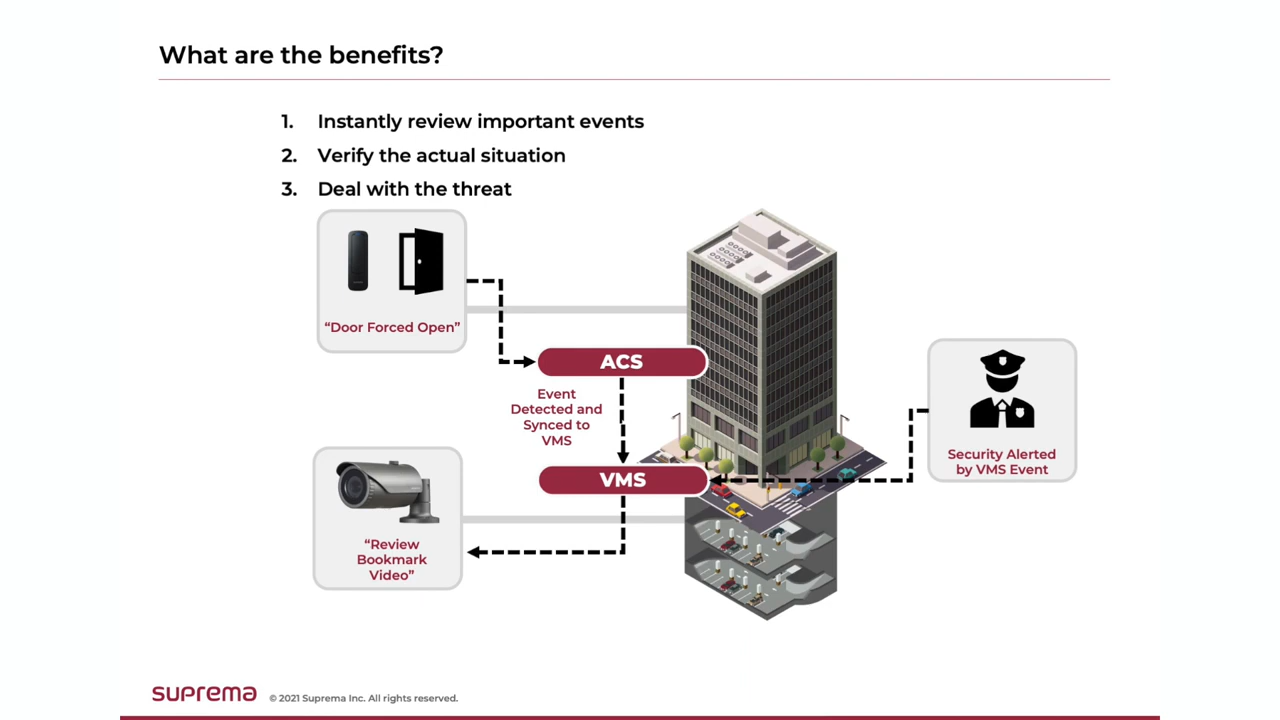 What are the benefits?
1. Instantly review important events
2. Verify the actual situation
3. Deal with the threat
“Door Forced Open”
ACS
Event
Detected and
Synced to
VMS
VMS
Security Alerted
by VMS Event
“Review
Bookmark
Video”
suprema © 2021 Suprema Inc. All rights reserved.